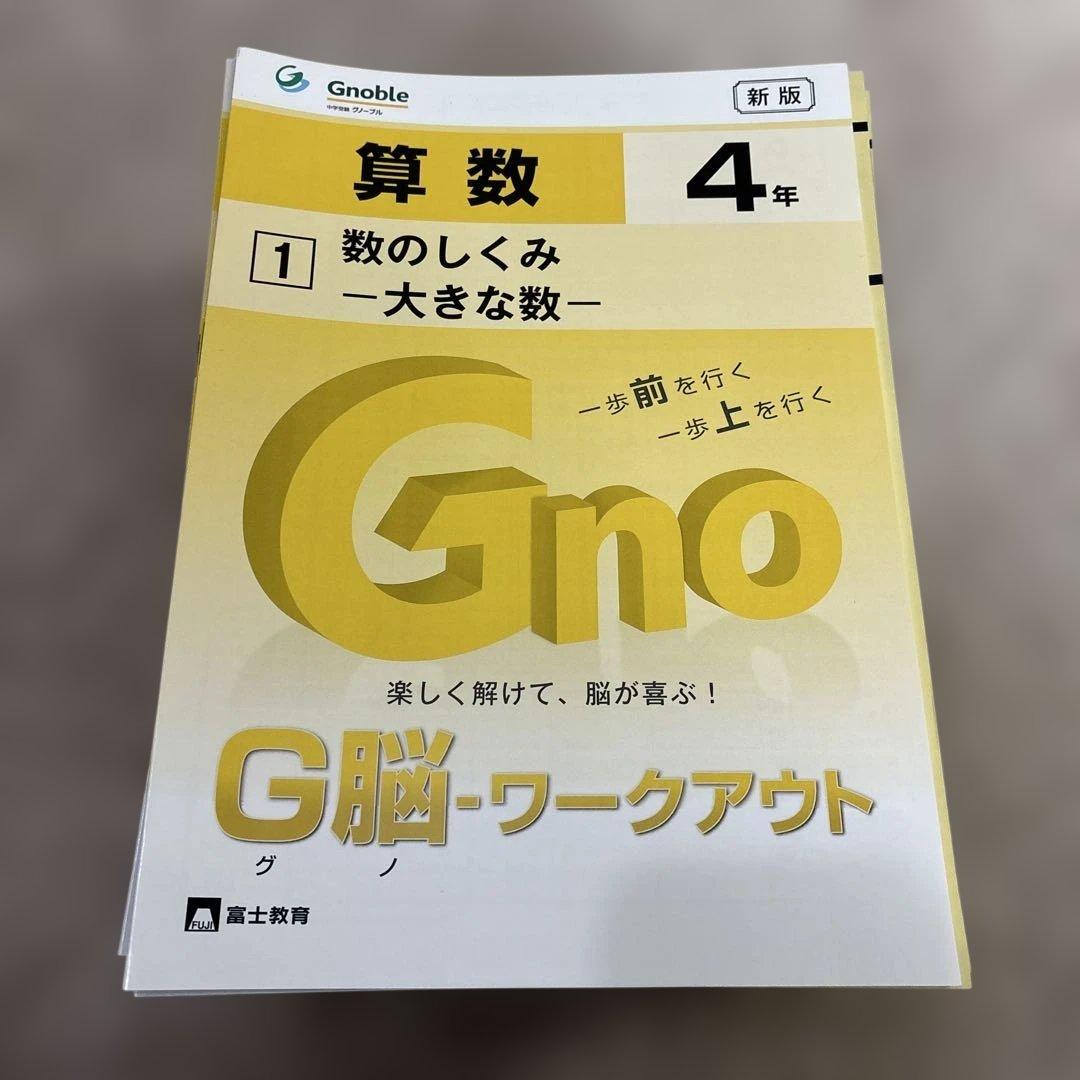 Gnoble
中学受験 グノーブル
新版
算数
4年
1 数のしくみ
―大きな数―
一歩前を行く
一歩上を行く
Gno
楽しく解けて、脳が喜ぶ！
G脳-ワークアウト
グ ノ
FUJI 富士教育